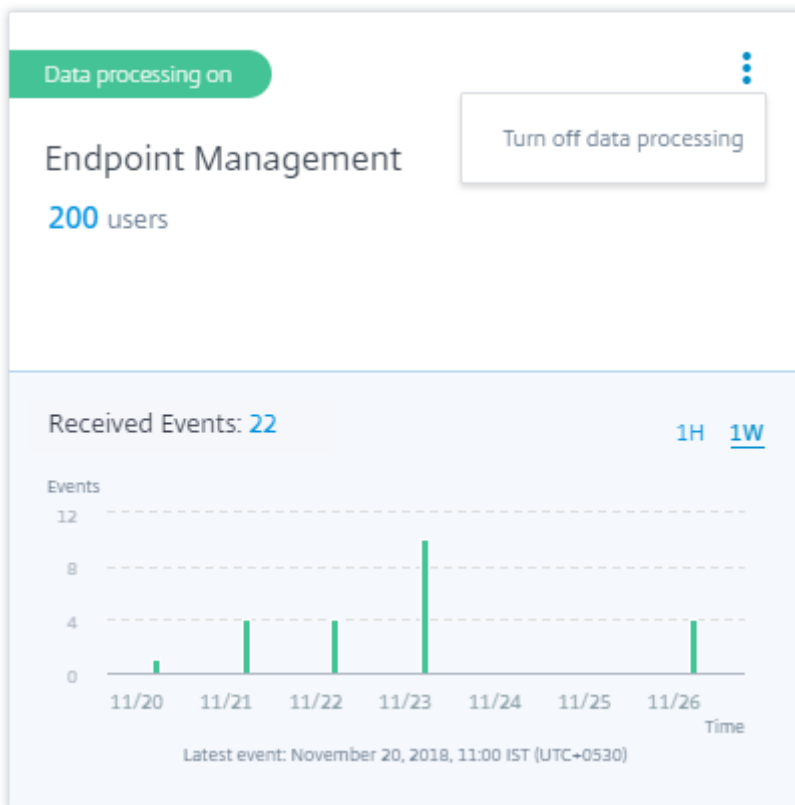 Data processing on
Turn off data processing
Endpoint Management
200 users
Received Events: 22
1H 1W
Events
12
8
4
0
11/20 11/21 11/22 11/23 11/24 11/25 11/26
Time
Latest event: November 20, 2018, 11:00 IST (UTC+0530)